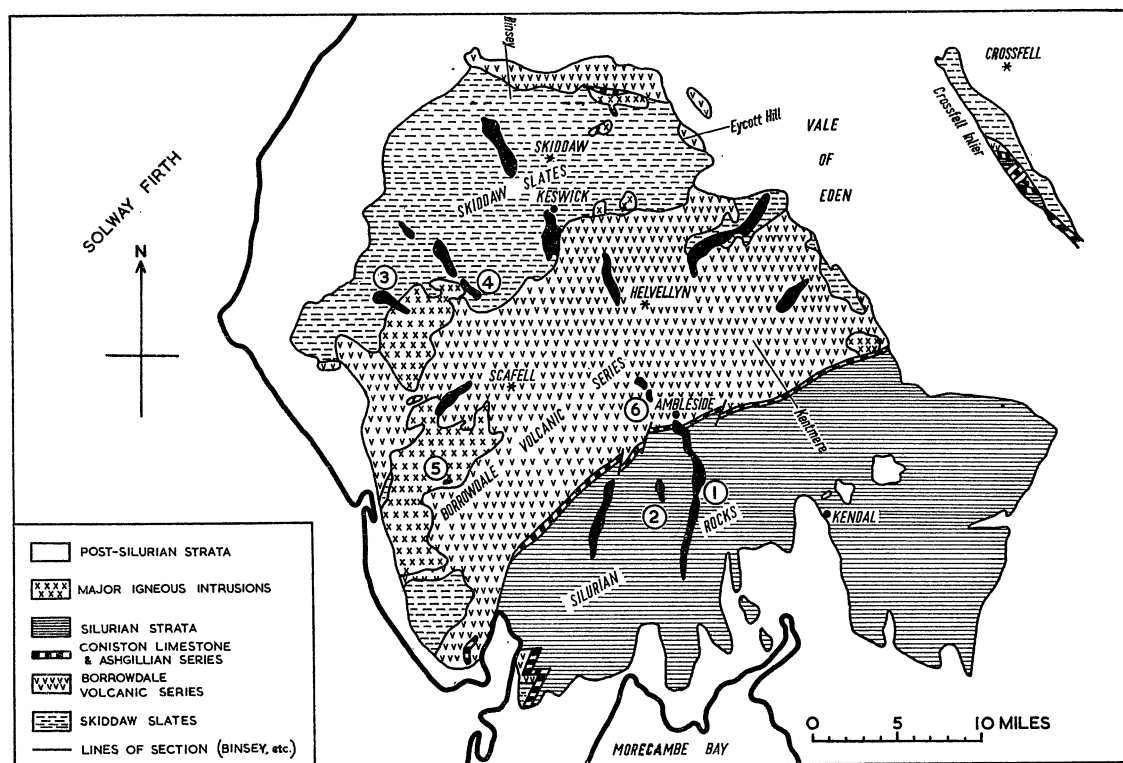 Binsey
CROSSFELL
Crossfell Inlier
Eycott Hill
VALE
OF
EDEN
SKIDDAW
SKIDDAW SLATES
KESWICK
SOLWAY FIRTH
N
3
4
HELVELLYN
SCAFELL
BORROWDALE VOLCANIC SERIES
6
AMBLESIDE
Kentmere
5
1
2
SILURIAN ROCKS
KENDAL
POST-SILURIAN STRATA
MAJOR IGNEOUS INTRUSIONS
SILURIAN STRATA
CONISTON LIMESTONE
& ASHGILLIAN SERIES
BORROWDALE
VOLCANIC SERIES
SKIDDAW SLATES
LINES OF SECTION (BINSEY, etc.)
0 5 10 MILES
MORECAMBE BAY